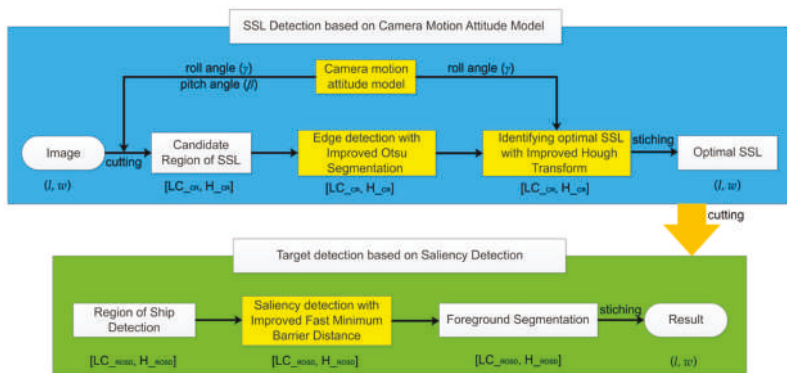 SSL Detection based on Camera Motion Attitude Model
roll angle (γ)
pitch angle (β)
Camera motion
attitude model
roll angle (γ)
Image
cutting
Candidate
Region of SSL
Edge detection with
Improved Otsu
Segmentation
Identifying optimal SSL
with Improved Hough
Transform
stiching
Optimal SSL
(l, w)
[LC_CR, H_CR]
[LC_CR, H_CR]
[LC_CR, H_CR]
(l, w)
cutting
Target detection based on Saliency Detection
Region of Ship
Detection
Saliency detection with
Improved Fast Minimum
Barrier Distance
Foreground Segmentation
stiching
Result
[LC_ROSD, H_ROSD]
[LC_ROSD, H_ROSD]
[LC_ROSD, H_ROSD]
(l, w)